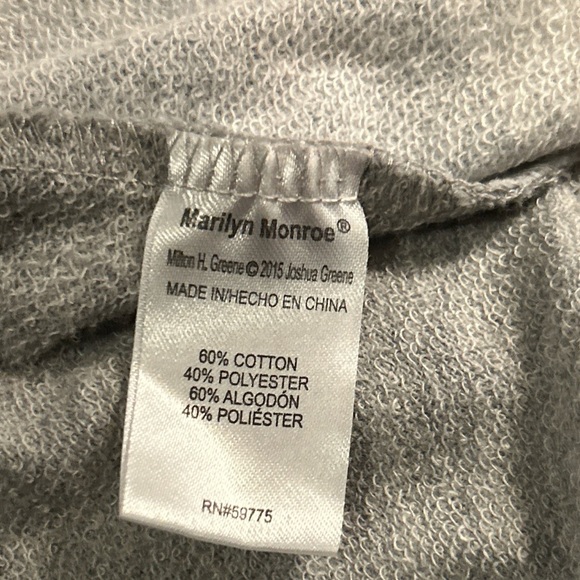 Marilyn Monroe®
Milton H. Greene © 2015 Joshua Greene
MADE IN/HECHO EN CHINA
60% COTTON
40% POLYESTER
60% ALGODÓN
40% POLIÉSTER
RN#59775